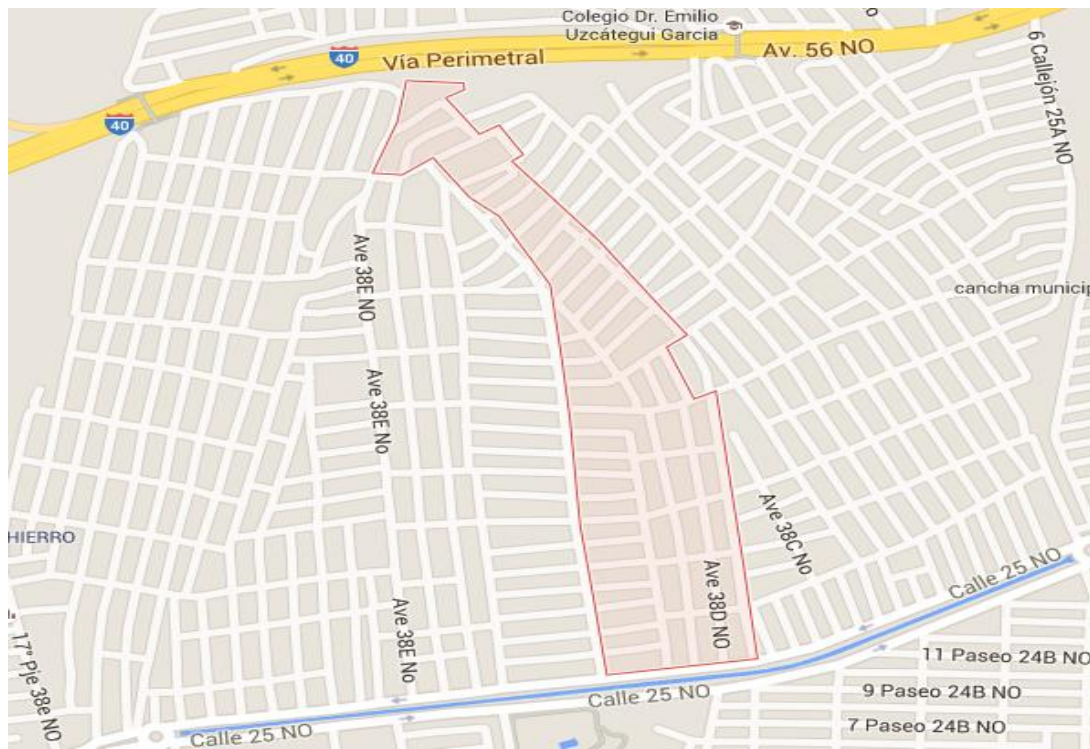 Colegio Dr. Emilio
Uzcátegui Garcia
40
Vía Perimetral
Av. 56 NO
6 Callejón 25A NO
40
Ave 38E NO
cancha municip
Ave 38E No
HIERRO
Ave 38C No
Calle 25 NO
Ave 38D NO
Ave 38E No
17° Pje 38e NO
11 Paseo 24B NO
Calle 25 NO
9 Paseo 24B NO
Calle 25 NO
7 Paseo 24B NO